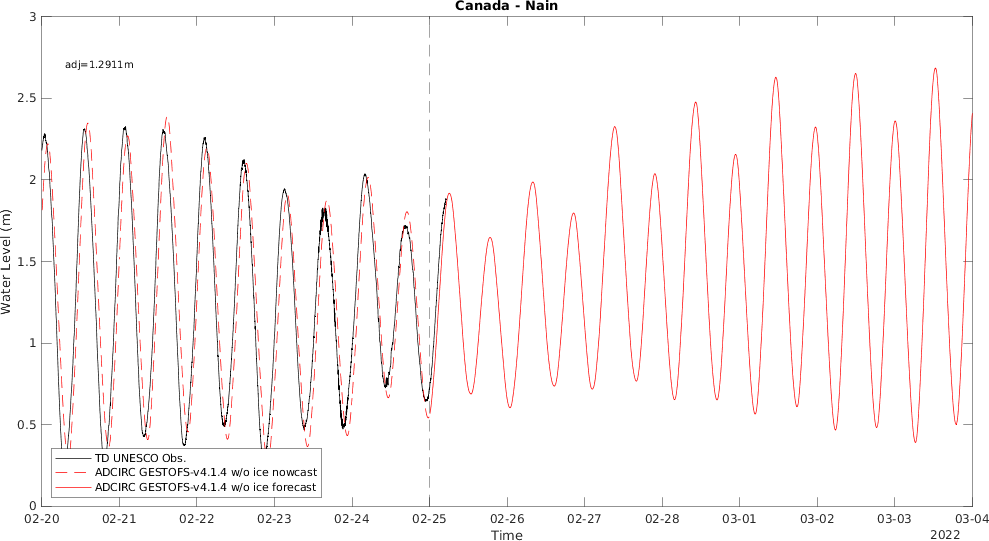 Canada - Nain
adj=1.2911m
Water Level (m)
3
2.5
2
1.5
1
0.5
0
TD UNESCO Obs.
ADCIRC GESTOFS-v4.1.4 w/o ice nowcast
ADCIRC GESTOFS-v4.1.4 w/o ice forecast
02-20 02-21 02-22 02-23 02-24 02-25 02-26 02-27 02-28 03-01 03-02 03-03 03-04
Time
2022